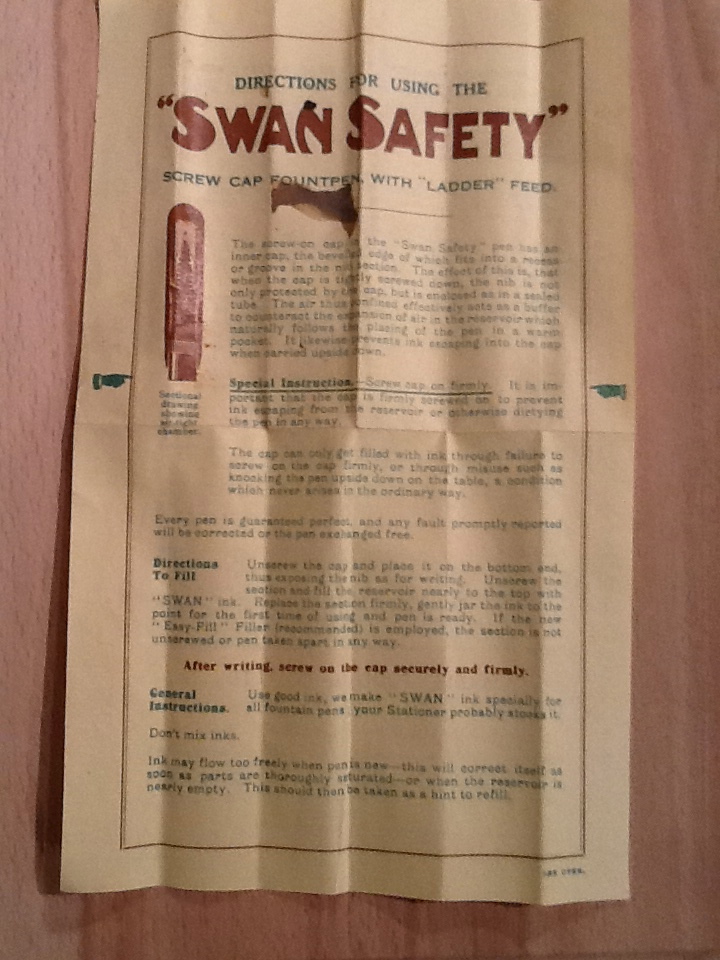 DIRECTIONS FOR USING THE
"SWAN SAFETY"
SCREW CAP FOUNTPEN, WITH "LADDER" FEED.
The screw-on cap in the "Swan Safety" pen has an
inner cap, the bevelled edge of which fits into a recess
or groove in the nib section. The effect of this is, that
when the cap is tightly screwed down, the nib is not
only protected by the cap, but is enclosed as in a sealed
tube. The air thus confined effectively acts as a buffer
to counteract the expansion of air in the reservoir which
naturally follows the placing of the pen in a warm
pocket. It likewise prevents ink escaping into the cap
when carried upside down.
Sectional
drawing
showing
air-tight
chamber.
Special Instruction.—Screw cap on firmly. It is im-
portant that the cap is firmly screwed on to prevent
ink escaping from the reservoir or otherwise dirtying
the pen in any way.
The cap can only get filled with ink through failure to
screw on the cap firmly, or through misuse such as
knocking the pen upside down on the table, a condition
which never arises in the ordinary way.
Every pen is guaranteed perfect, and any fault promptly reported
will be corrected or the pen exchanged free.
Directions To Fill Unscrew the cap and place it on the bottom end,
thus exposing the nib as for writing. Unscrew the
section and fill the reservoir nearly to the top with
"SWAN" ink. Replace the section firmly, gently jar the ink to the
point for the first time of using and pen is ready. If the new
"Easy-Fill" Filler (recommended) is employed, the section is not
unscrewed or pen taken apart in any way.
After writing, screw on the cap securely and firmly.
General Instructions. Use good ink, we make "SWAN" ink specially for
all fountain pens your Stationer probably stocks it.
Don't mix inks.
Ink may flow too freely when pen is new—this will correct itself as
soon as parts are thoroughly saturated—or when the reservoir is
nearly empty. This should then be taken as a hint to refill.